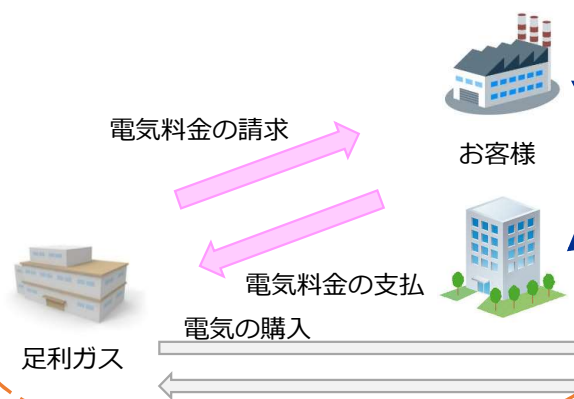 電気料金の請求
お客様
電気料金の支払
電気の購入
足利ガス